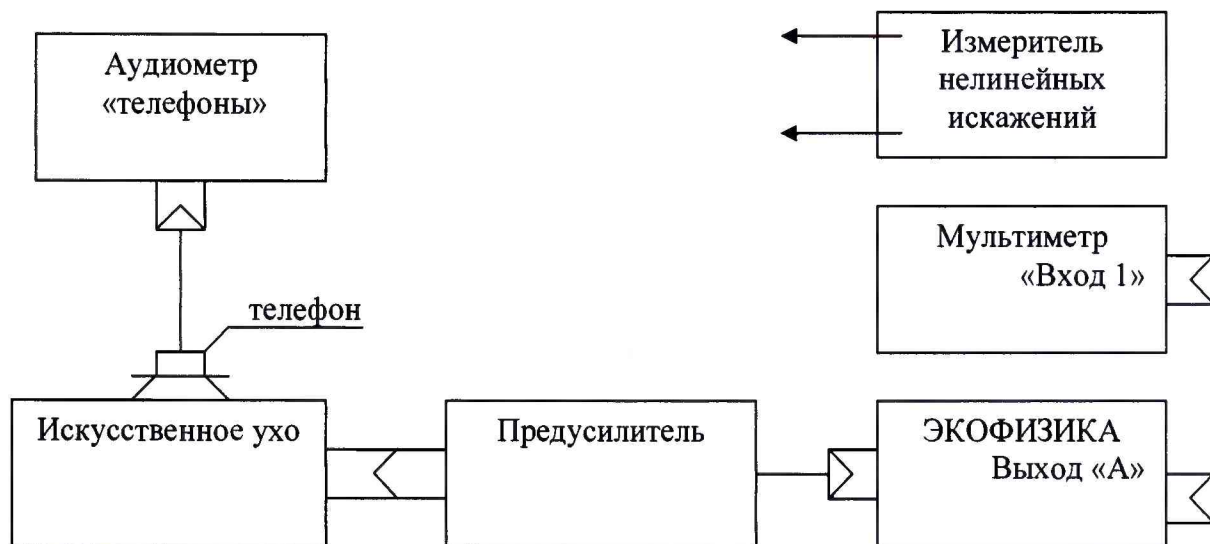 Аудиометр
«телефоны»
Измеритель
нелинейных
искажений
Мультиметр
«Вход 1»
телефон
Искусственное ухо
Предусилитель
ЭКОФИЗИКА
Выход «А»